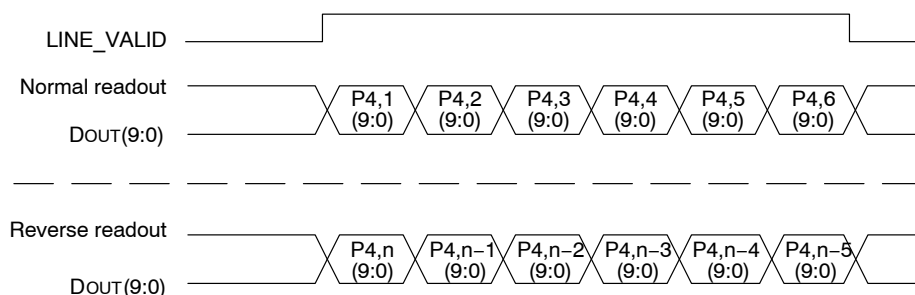 LINE_VALID
Normal readout
P4,1 P4,2 P4,3 P4,4 P4,5 P4,6
(9:0) (9:0) (9:0) (9:0) (9:0) (9:0)
DOUT(9:0)
Reverse readout
P4,n P4,n−1 P4,n−2 P4,n−3 P4,n−4 P4,n−5
(9:0) (9:0) (9:0) (9:0) (9:0) (9:0)
DOUT(9:0)